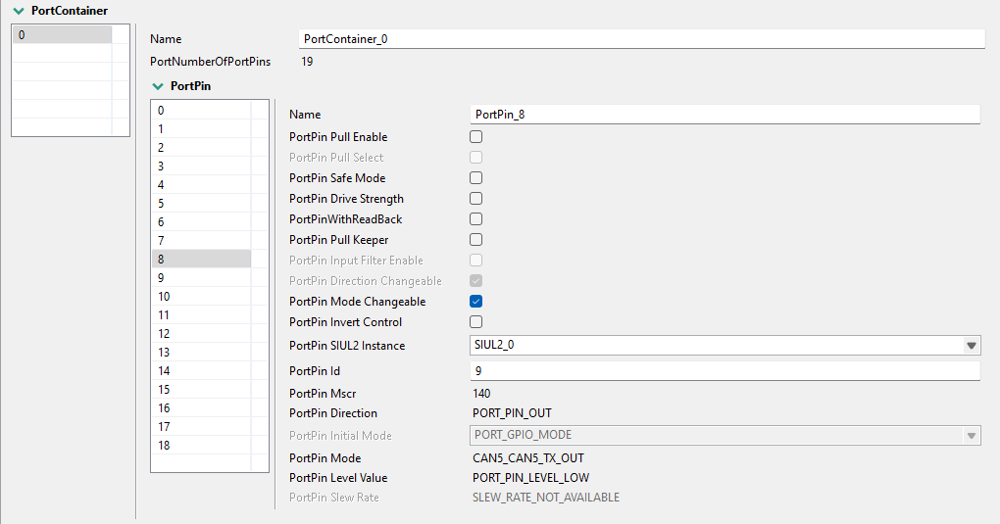 PortContainer
0
Name PortContainer_0
PortNumberOfPortPins 19
PortPin
0
1
2
3
4
5
6
7
8
9
10
11
12
13
14
15
16
17
18
Name PortPin_8
PortPin Pull Enable
PortPin Pull Select
PortPin Safe Mode
PortPin Drive Strength
PortPinWithReadBack
PortPin Pull Keeper
PortPin Input Filter Enable
PortPin Direction Changeable
PortPin Mode Changeable
PortPin Invert Control
PortPin SIUL2 Instance SIUL2_0
PortPin Id 9
PortPin Mscr 140
PortPin Direction PORT_PIN_OUT
PortPin Initial Mode PORT_GPIO_MODE
PortPin Mode CAN5_CAN5_TX_OUT
PortPin Level Value PORT_PIN_LEVEL_LOW
PortPin Slew Rate SLEW_RATE_NOT_AVAILABLE